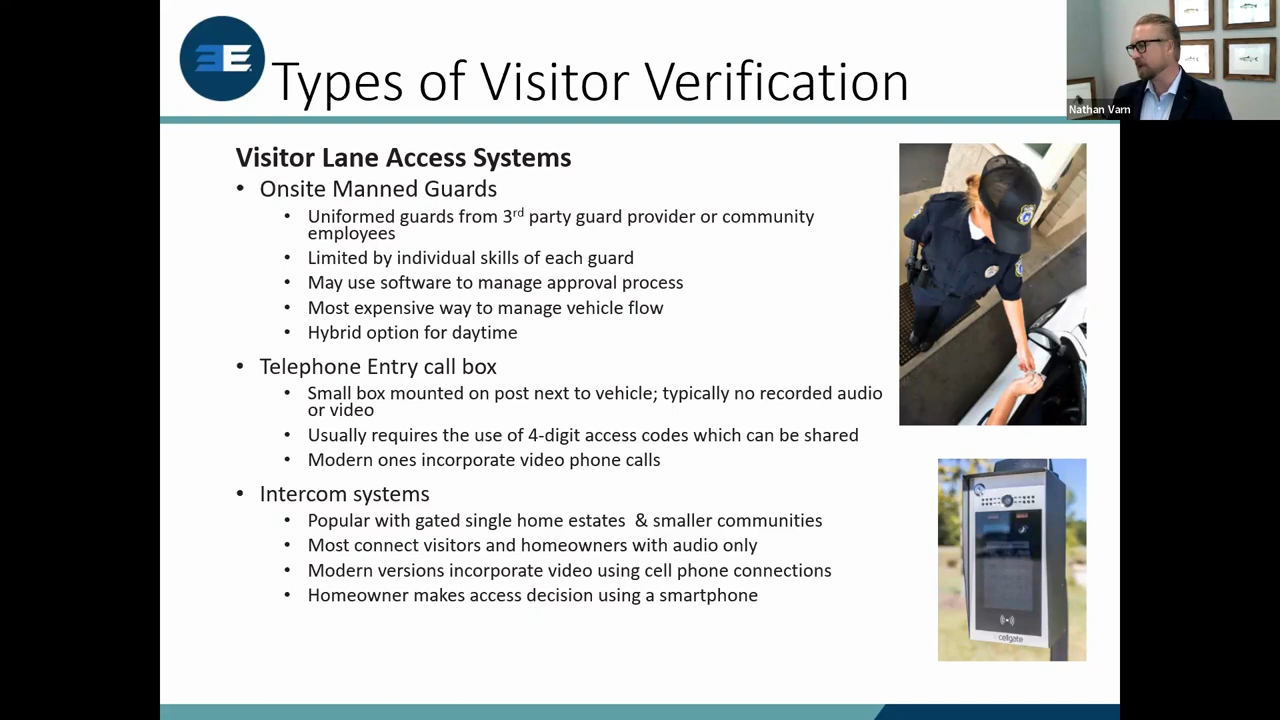 Types of Visitor Verification
Nathan Varn
Visitor Lane Access Systems
• Onsite Manned Guards
• Uniformed guards from 3rd party guard provider or community
employees
• Limited by individual skills of each guard
• May use software to manage approval process
• Most expensive way to manage vehicle flow
• Hybrid option for daytime
• Telephone Entry call box
• Small box mounted on post next to vehicle; typically no recorded audio
or video
• Usually requires the use of 4-digit access codes which can be shared
• Modern ones incorporate video phone calls
• Intercom systems
• Popular with gated single home estates & smaller communities
• Most connect visitors and homeowners with audio only
• Modern versions incorporate video using cell phone connections
• Homeowner makes access decision using a smartphone
cellgate